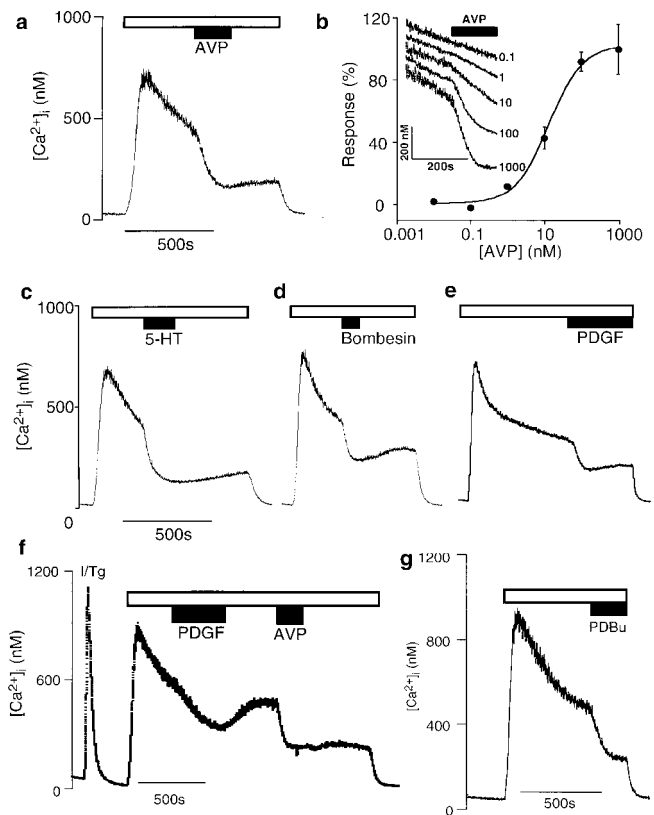 a
1000
500
0
[Ca2+]i (nM)
AVP
500s
b
120
80
40
0
Response (%)
AVP
0.1
1
10
100
1000
200 nM
200s
0.001
0.1
10
1000
[AVP] (nM)
c
1000
500
0
[Ca2+]i (nM)
5-HT
500s
d
Bombesin
e
PDGF
f
I/Tg
1200
600
0
[Ca2+]i (nM)
PDGF
AVP
500s
g
1200
800
400
0
[Ca2+]i (nM)
PDBu
500s